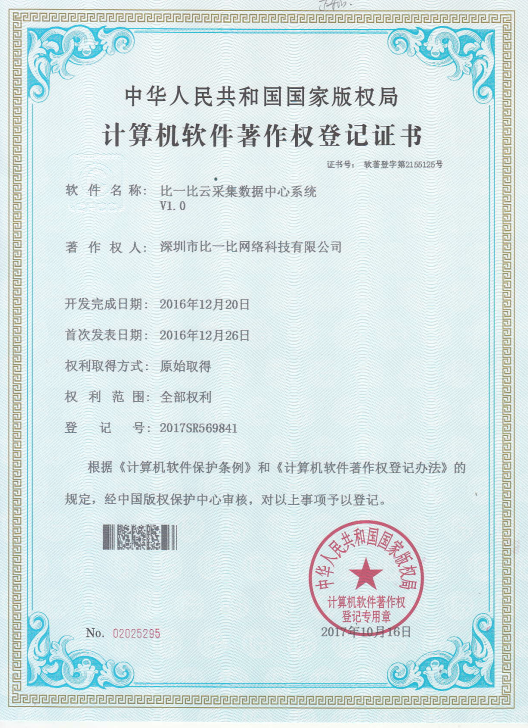 中华人民共和国国家版权局
计算机软件著作权登记证书
证书号： 软著登字第2155125号
软件名称： 比一比云采集数据中心系统
V1.0
著作权人： 深圳市比一比网络科技有限公司
开发完成日期： 2016年12月20日
首次发表日期： 2016年12月26日
权利取得方式： 原始取得
权利范围： 全部权利
登记号： 2017SR569841
根据《计算机软件保护条例》和《计算机软件著作权登记办法》的
规定，经中国版权保护中心审核，对以上事项予以登记。
中华人民共和国国家版权局
计算机软件著作权
登记专用章
No. 02025295
2017年10月16日